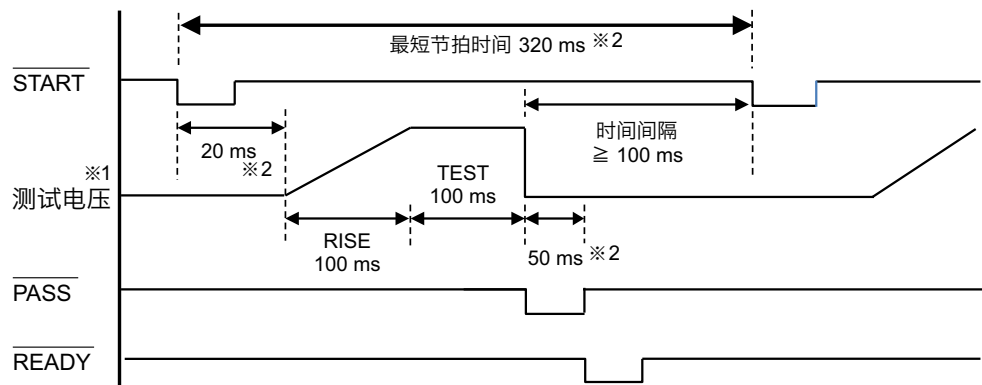 最短节拍时间 320 ms ※2
START
20 ms
※2
时间间隔
≧ 100 ms
※1
测试电压
TEST
100 ms
RISE
100 ms
50 ms ※2
PASS
READY